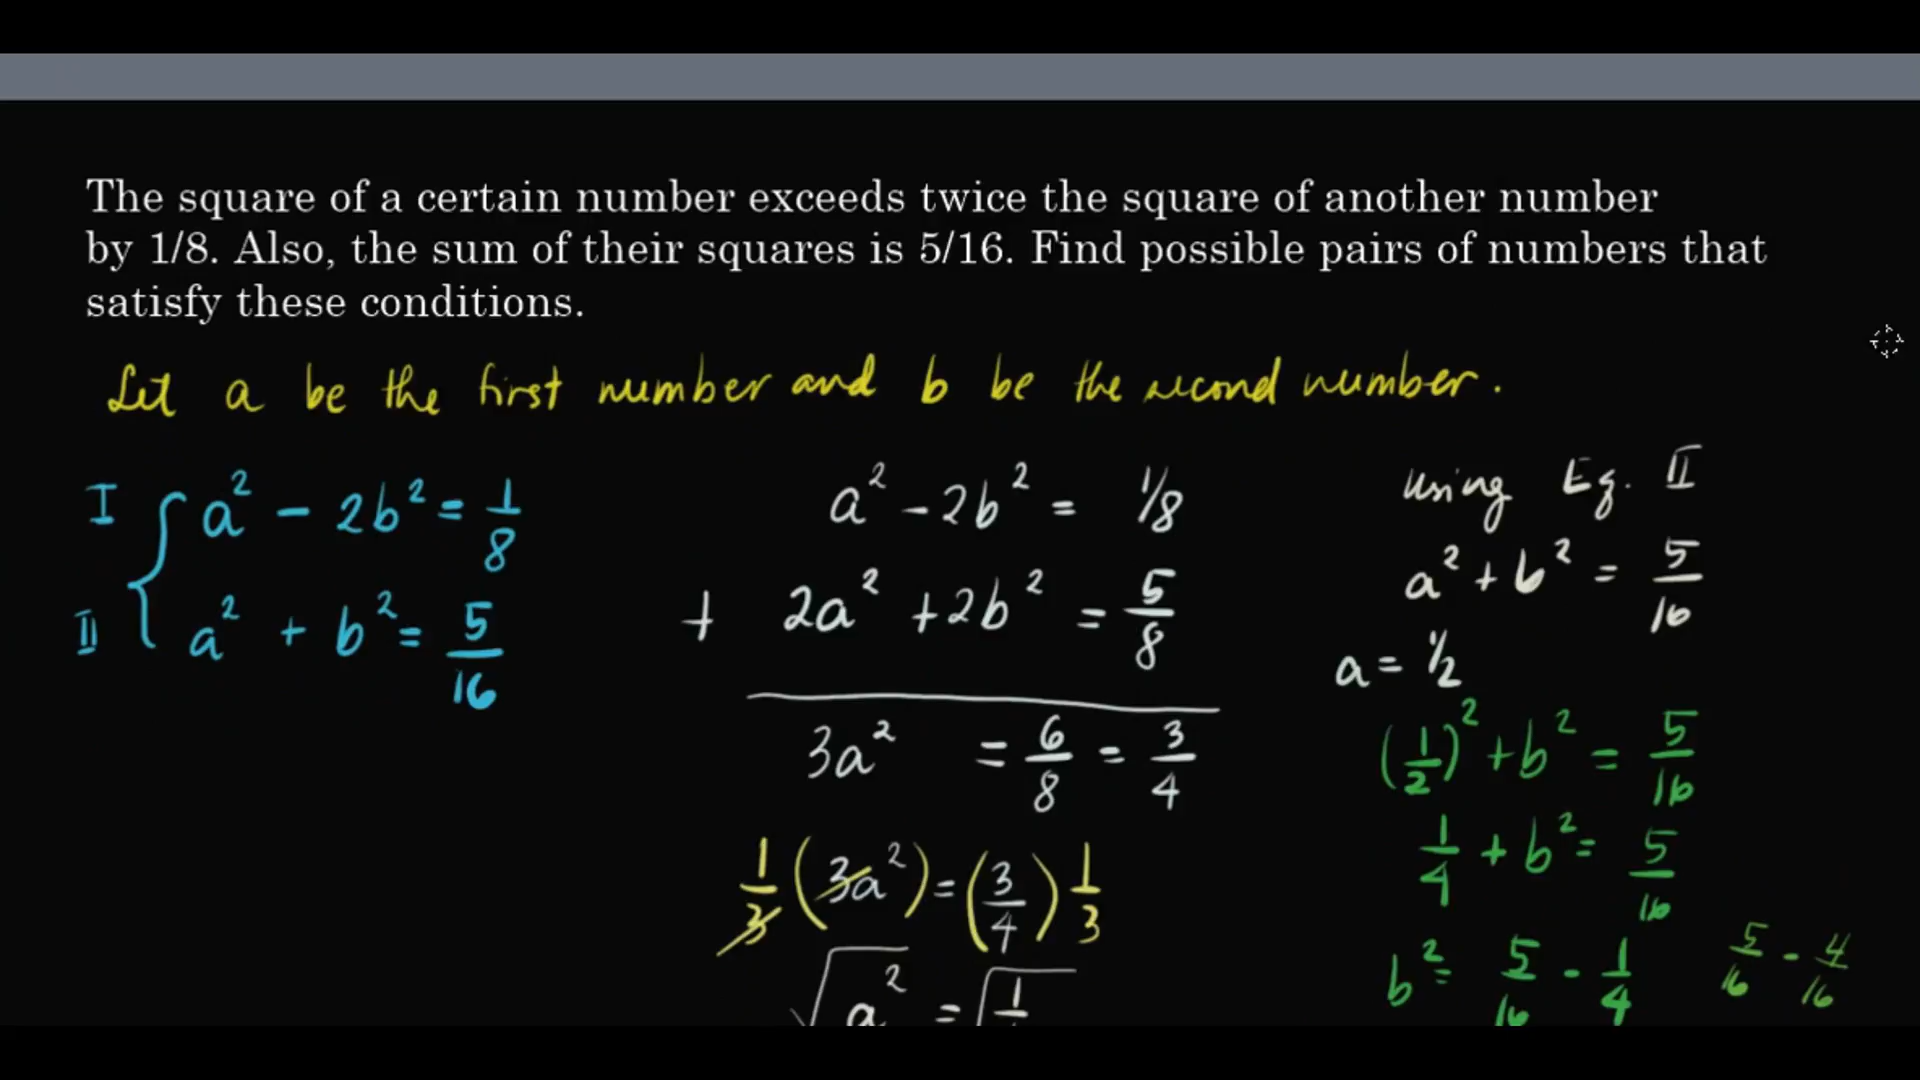 The square of a certain number exceeds twice the square of another number
by 1/8. Also, the sum of their squares is 5/16. Find possible pairs of numbers that
satisfy these conditions.
Let a be the first number and b be the second number.
I a² - 2b² = 1/8
II a² + b² = 5/16
a² - 2b² = 1/8
+ 2a² + 2b² = 5/8
3a² = 6/8 = 3/4
1/3 (3a²) = (3/4) 1/3
√a² = √1
using Eq. II
a² + b² = 5/16
a = 1/2
(1/2)² + b² = 5/16
1/4 + b² = 5/16
b² = 5/16 - 1/4
5/16 - 4/16